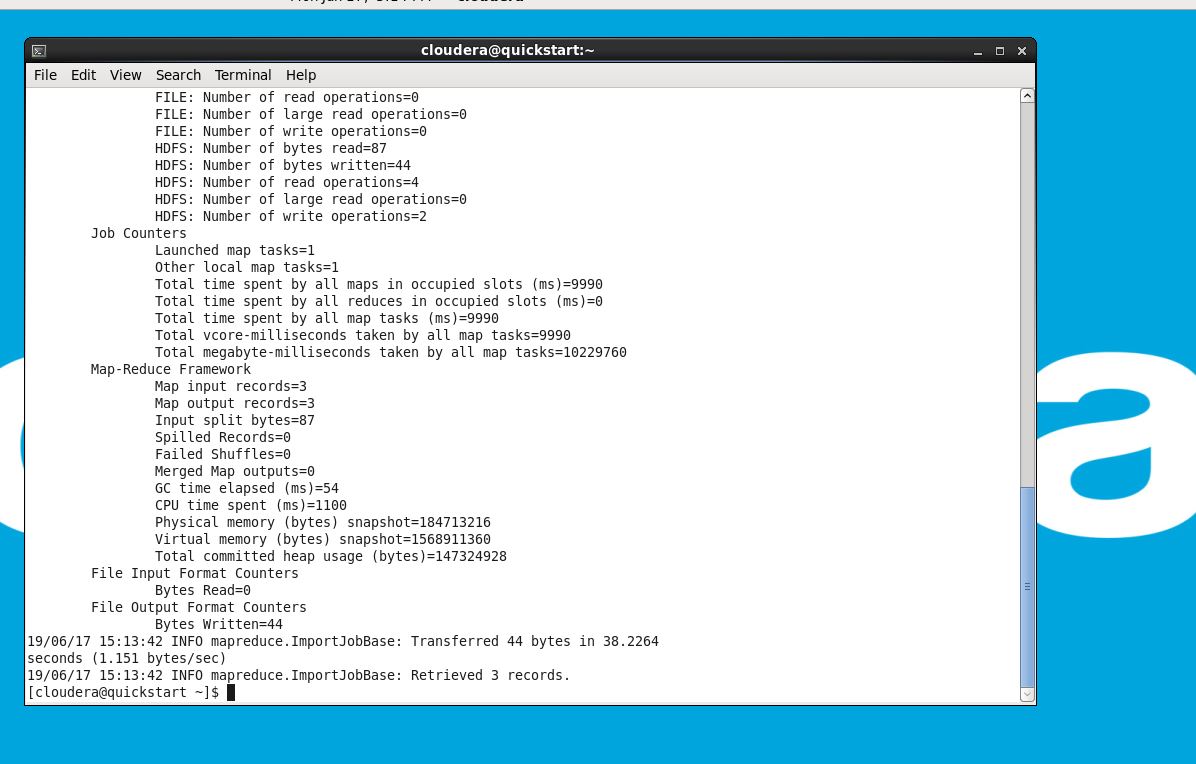 cloudera@quickstart:~
File Edit View Search Terminal Help
FILE: Number of read operations=0
FILE: Number of large read operations=0
FILE: Number of write operations=0
HDFS: Number of bytes read=87
HDFS: Number of bytes written=44
HDFS: Number of read operations=4
HDFS: Number of large read operations=0
HDFS: Number of write operations=2
Job Counters
Launched map tasks=1
Other local map tasks=1
Total time spent by all maps in occupied slots (ms)=9990
Total time spent by all reduces in occupied slots (ms)=0
Total time spent by all map tasks (ms)=9990
Total vcore-milliseconds taken by all map tasks=9990
Total megabyte-milliseconds taken by all map tasks=10229760
Map-Reduce Framework
Map input records=3
Map output records=3
Input split bytes=87
Spilled Records=0
Failed Shuffles=0
Merged Map outputs=0
GC time elapsed (ms)=54
CPU time spent (ms)=1100
Physical memory (bytes) snapshot=184713216
Virtual memory (bytes) snapshot=1568911360
Total committed heap usage (bytes)=147324928
File Input Format Counters
Bytes Read=0
File Output Format Counters
Bytes Written=44
19/06/17 15:13:42 INFO mapreduce.ImportJobBase: Transferred 44 bytes in 38.2264
seconds (1.151 bytes/sec)
19/06/17 15:13:42 INFO mapreduce.ImportJobBase: Retrieved 3 records.
[cloudera@quickstart ~]$
a